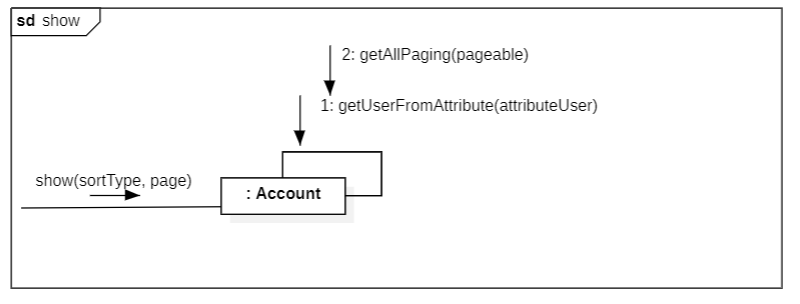 sd show
2: getAllPaging(pageable)
1: getUserFromAttribute(attributeUser)
show(sortType, page)
: Account